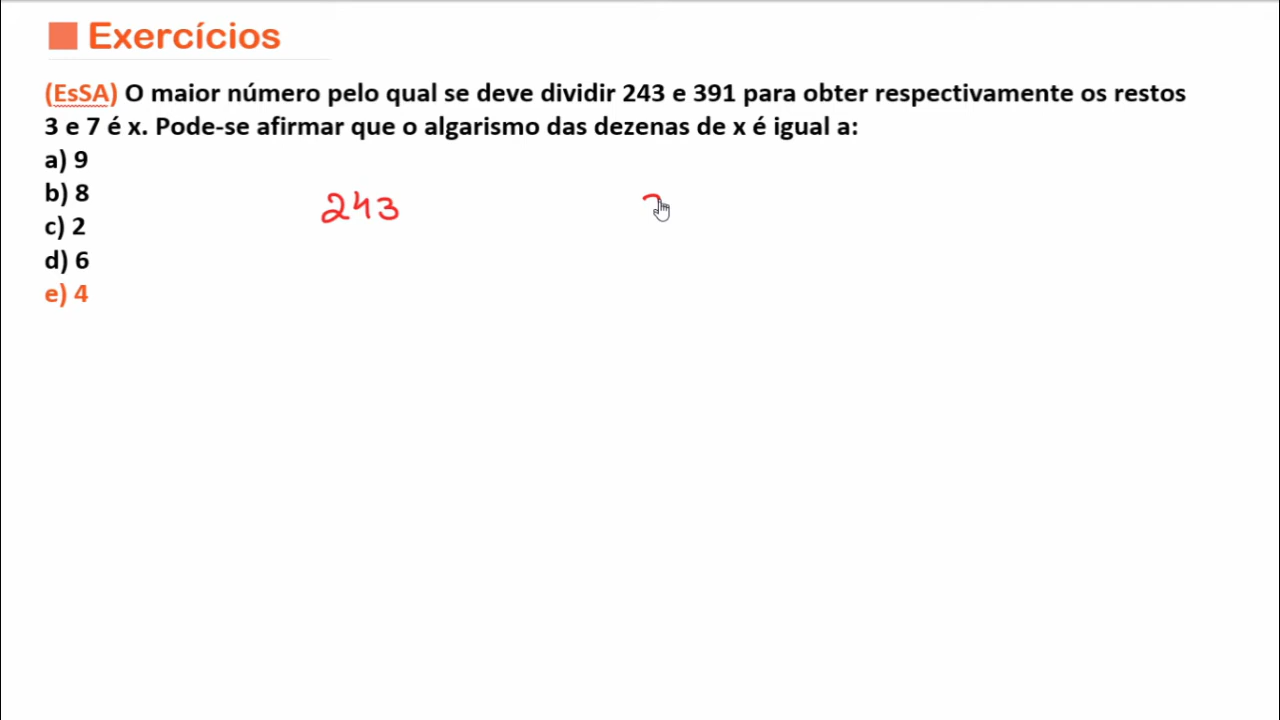 Exercícios
(EsSA) O maior número pelo qual se deve dividir 243 e 391 para obter respectivamente os restos
3 e 7 é x. Pode-se afirmar que o algarismo das dezenas de x é igual a:
a) 9
b) 8
c) 2
d) 6
e) 4
243